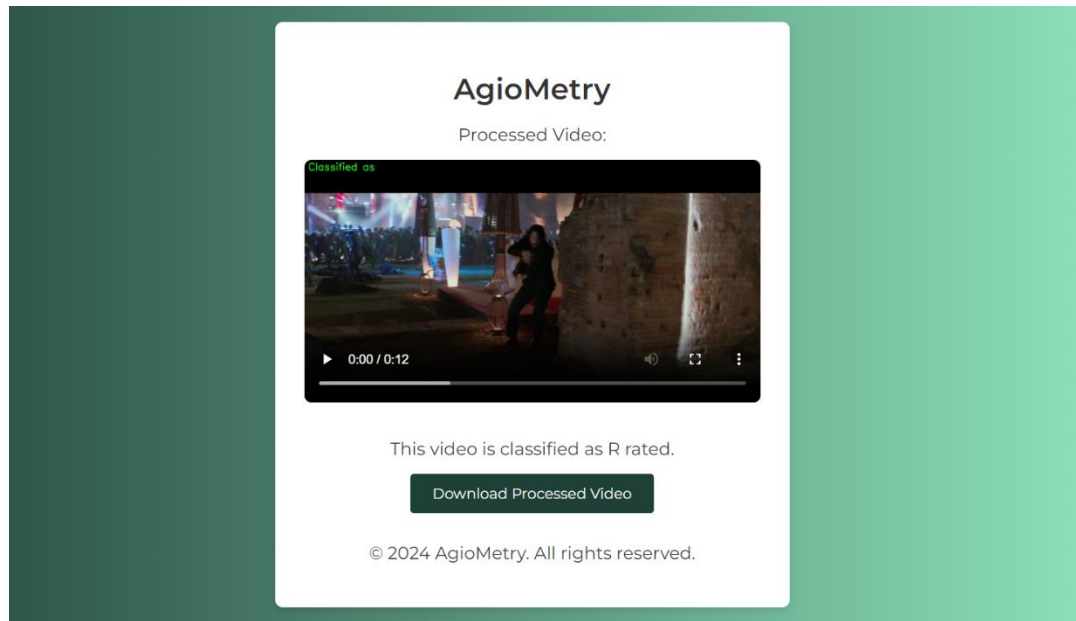 AgioMetry
Processed Video:
Classified as
0:00 / 0:12
This video is classified as R rated.
Download Processed Video
© 2024 AgioMetry. All rights reserved.